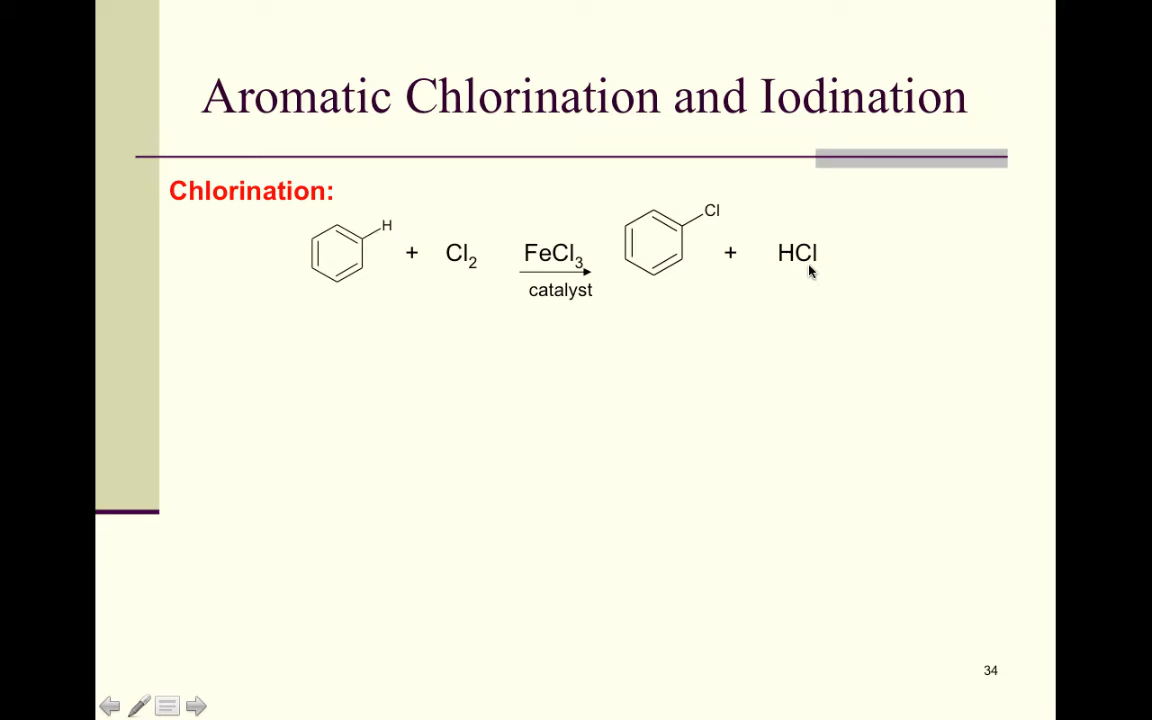 Aromatic Chlorination and Iodination
Chlorination:
H + Cl2 FeCl3 Cl + HCl
catalyst
34